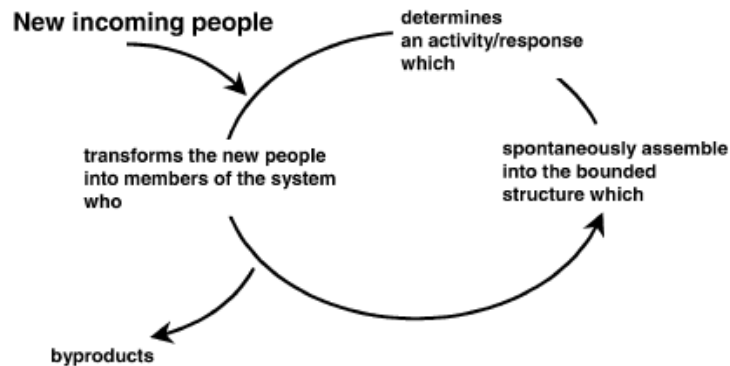 New incoming people
determines
an activity/response
which
transforms the new people
into members of the system
who
spontaneously assemble
into the bounded
structure which
byproducts